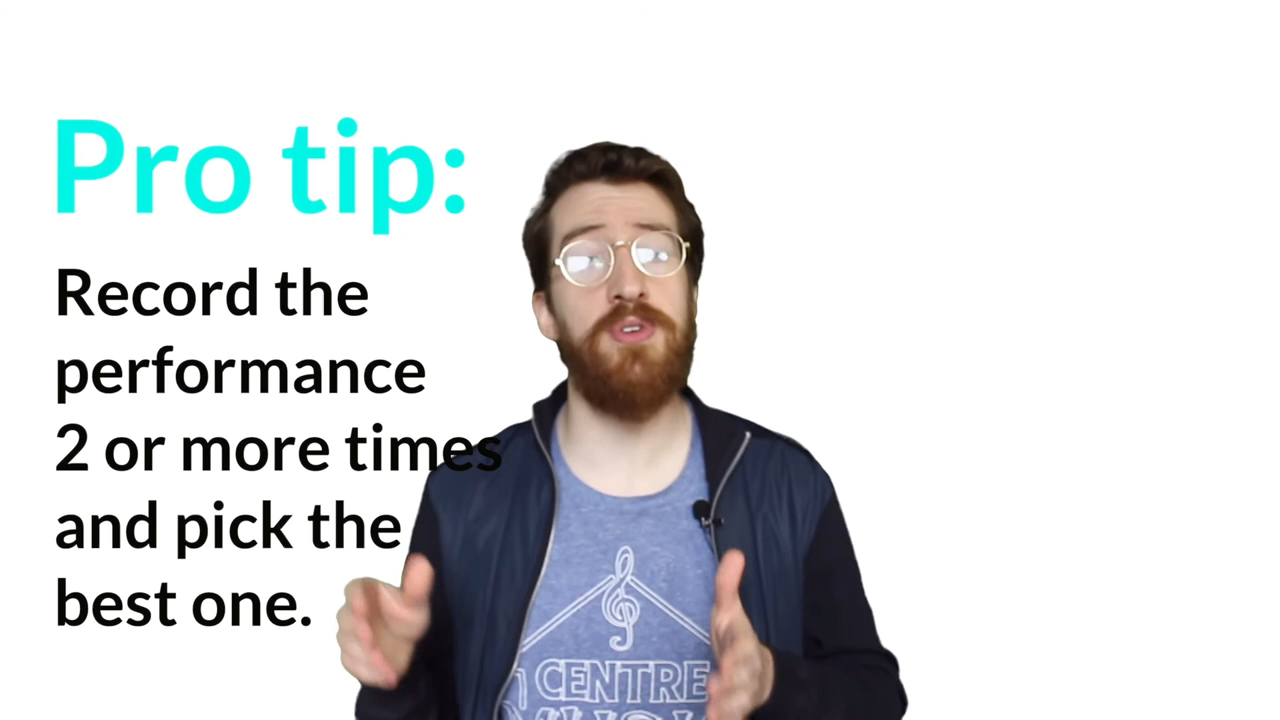 Pro tip:
Record the
performance
2 or more times
and pick the
best one.
CENTRE